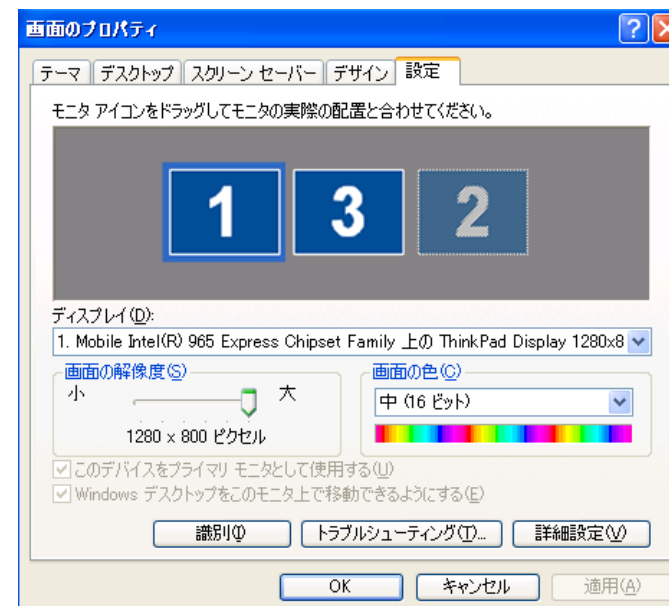 画面のプロパティ
テーマ デスクトップ スクリーン セーバー デザイン 設定
モニタ アイコンをドラッグしてモニタの実際の配置と合わせてください。
1 3 2
ディスプレイ(D):
1. Mobile Intel(R) 965 Express Chipset Family 上の ThinkPad Display 1280x8
画面の解像度(S) 画面の色(C)
小 大 中 (16 ビット)
1280 x 800 ピクセル
このデバイスをプライマリ モニタとして使用する(U)
Windows デスクトップをこのモニタ上で移動できるようにする(E)
識別(I) トラブルシューティング(T)... 詳細設定(V)
OK キャンセル 適用(A)